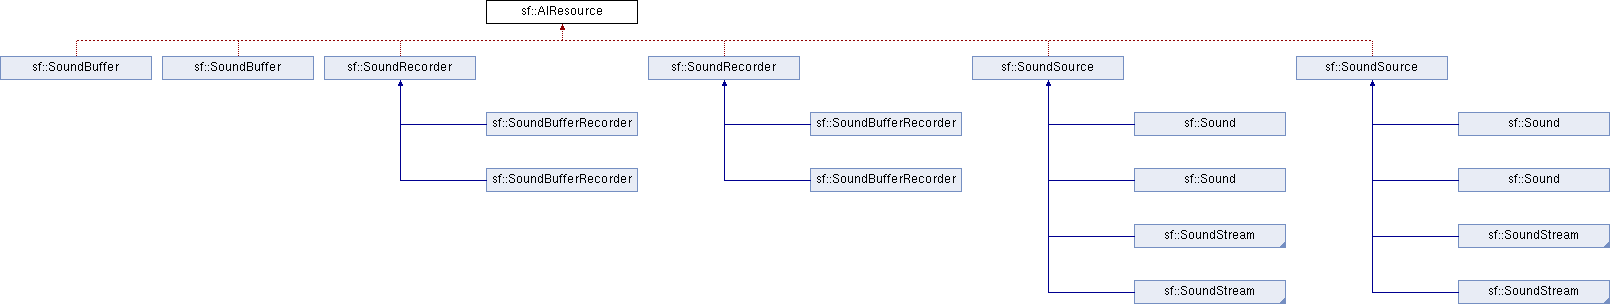 sf::AlResource
sf::SoundBuffer sf::SoundBuffer sf::SoundRecorder sf::SoundRecorder sf::SoundSource sf::SoundSource
sf::SoundBufferRecorder sf::SoundBufferRecorder sf::Sound sf::Sound
sf::SoundBufferRecorder sf::SoundBufferRecorder sf::Sound sf::Sound
sf::SoundStream sf::SoundStream
sf::SoundStream sf::SoundStream